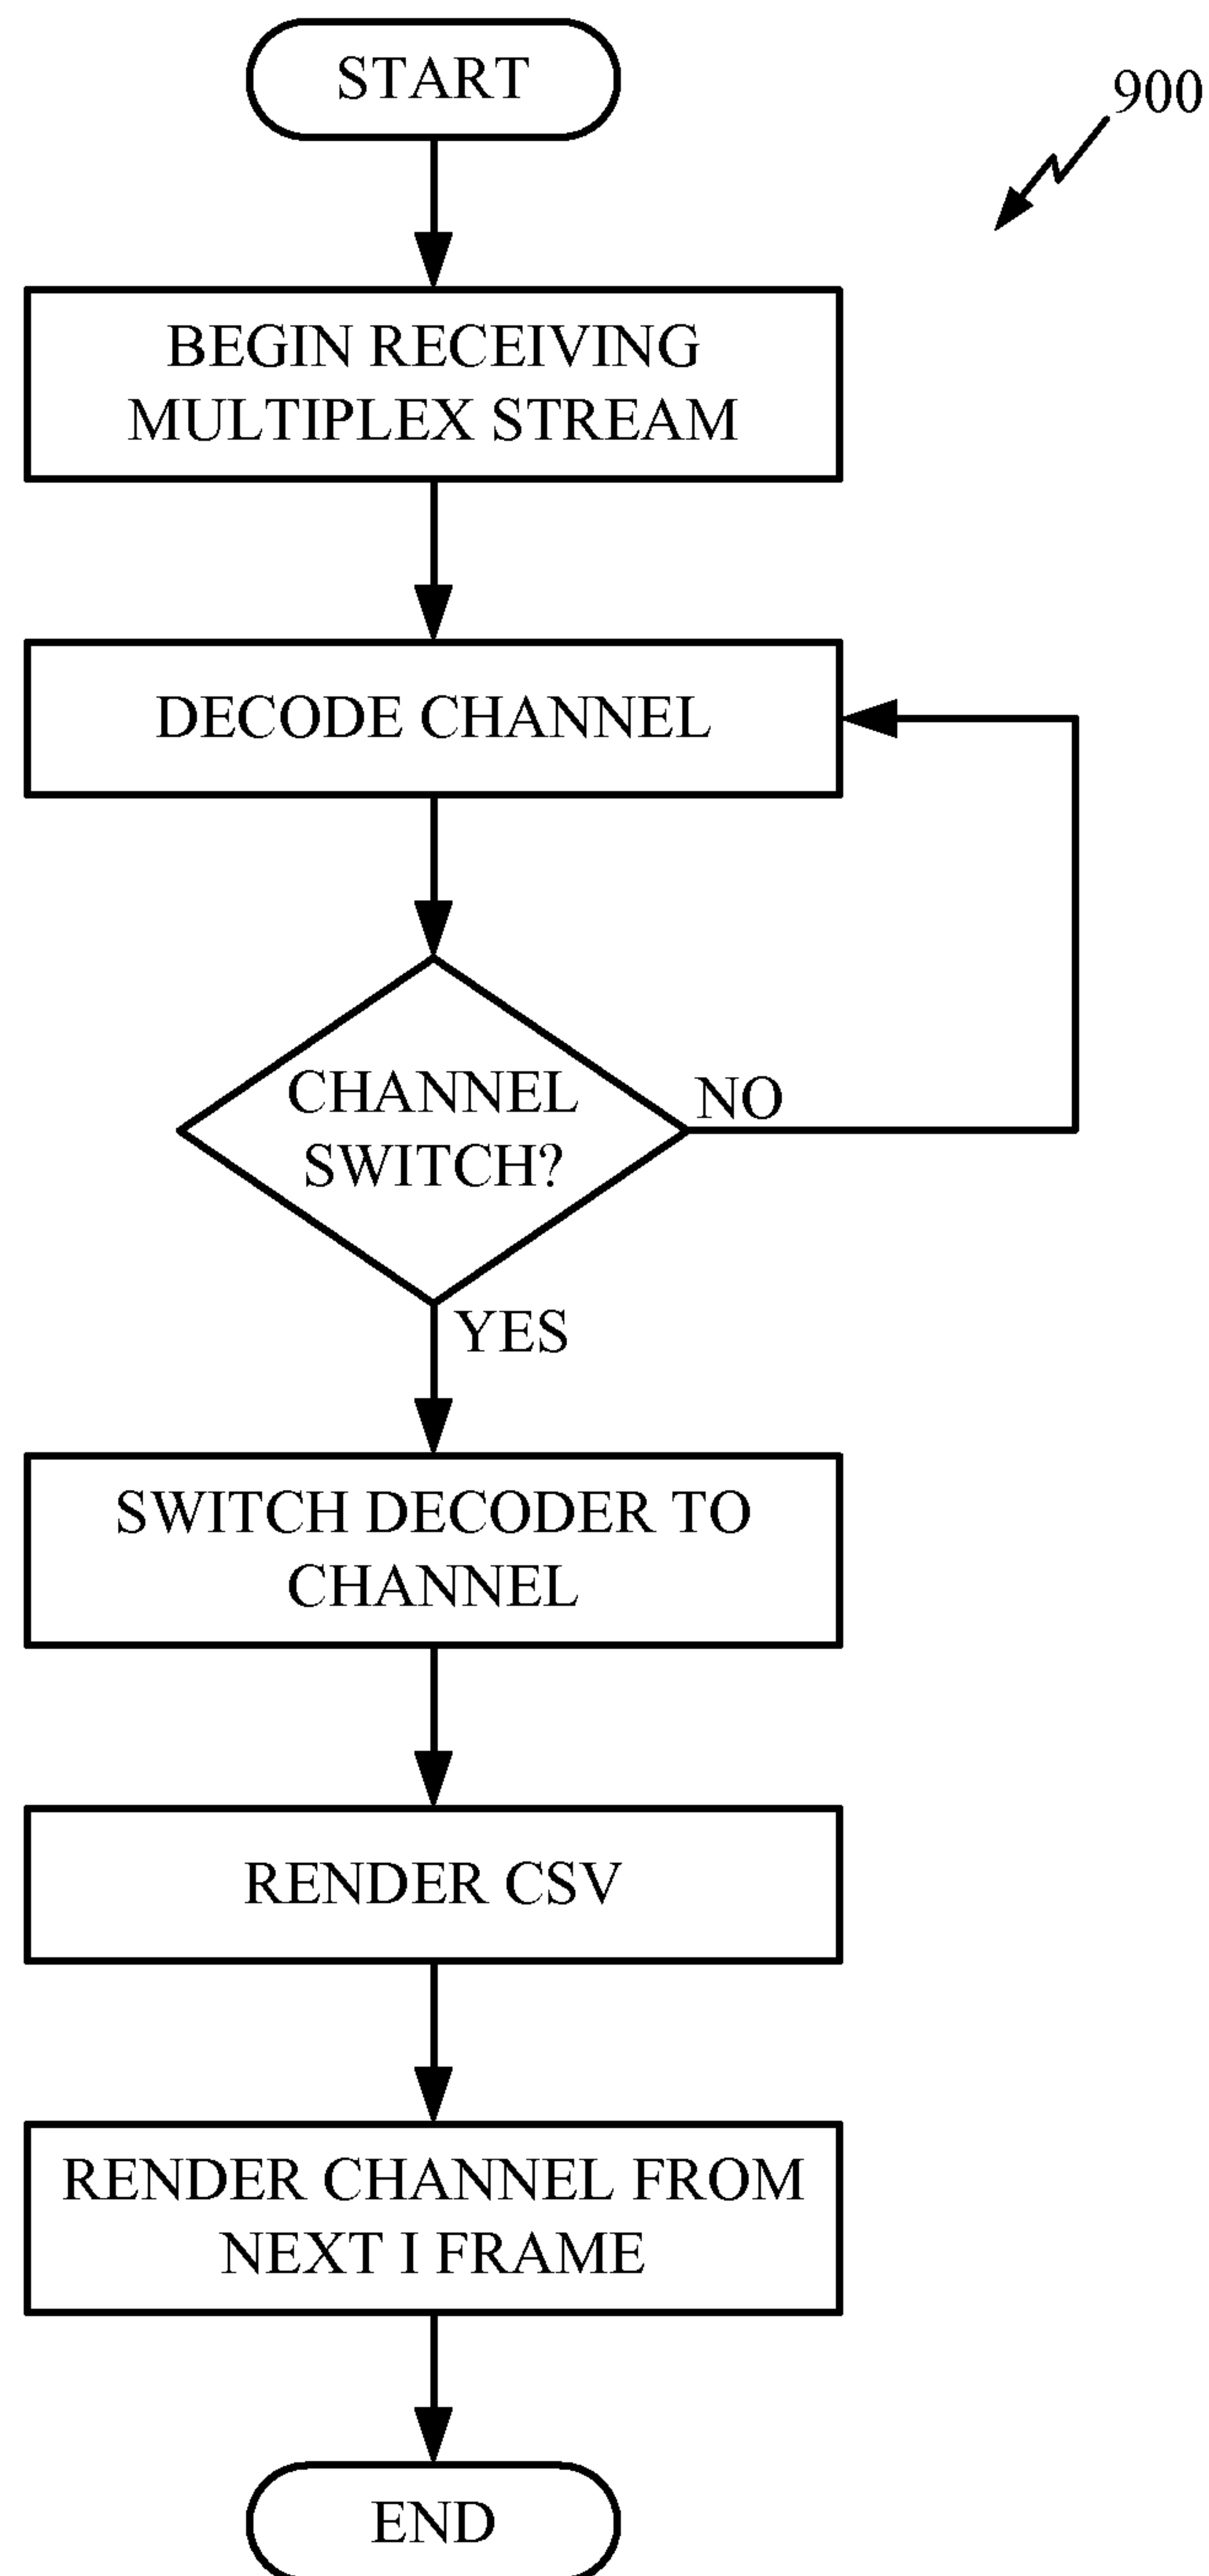 START
900
BEGIN RECEIVING
MULTIPLEX STREAM
DECODE CHANNEL
CHANNEL
SWITCH?
NO
YES
SWITCH DECODER TO
CHANNEL
RENDER CSV
RENDER CHANNEL FROM
NEXT I FRAME
END